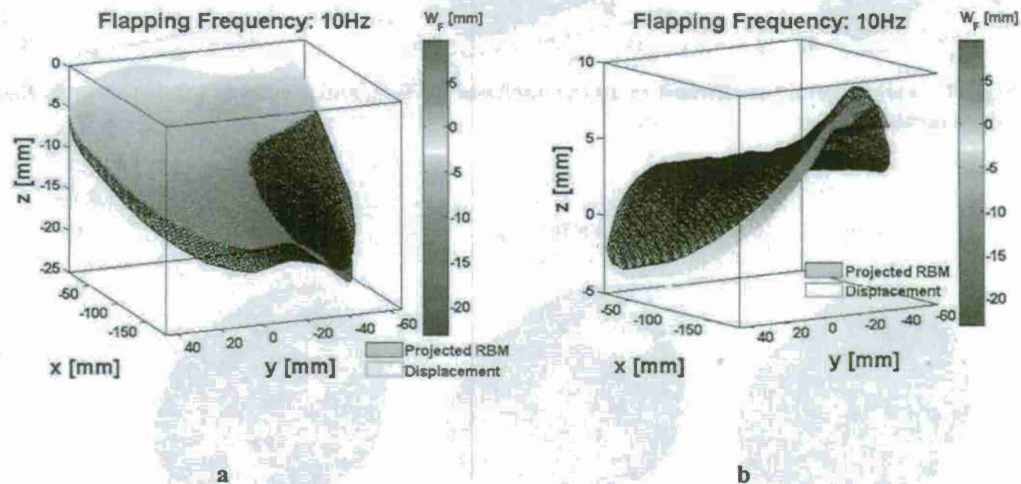 Flapping Frequency: 10Hz
W_F [mm]
0
-5
-10
-15
-20
-25
z [mm]
-50
-100
-150
x [mm]
40 20 0 -20 -40 -60
y [mm]
5
0
-5
-10
-15
-20
Projected RBM
Displacement
a
Flapping Frequency: 10Hz
W_F [mm]
10
5
0
-5
z [mm]
-50
-100
-150
x [mm]
40 20 0 -20 -40 -60
y [mm]
5
0
-5
-10
-15
-20
Projected RBM
Displacement
b